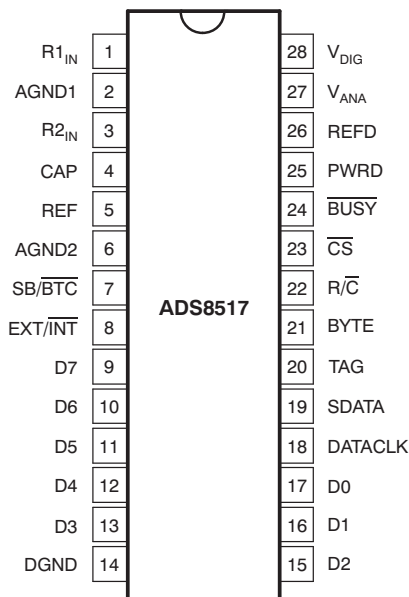 R1IN 1 28 VDIG
AGND1 2 27 VANA
R2IN 3 26 REFD
CAP 4 25 PWRD
REF 5 24 BUSY
AGND2 6 23 CS
SB/BTC 7 22 R/C
ADS8517
EXT/INT 8 21 BYTE
D7 9 20 TAG
D6 10 19 SDATA
D5 11 18 DATACLK
D4 12 17 D0
D3 13 16 D1
DGND 14 15 D2